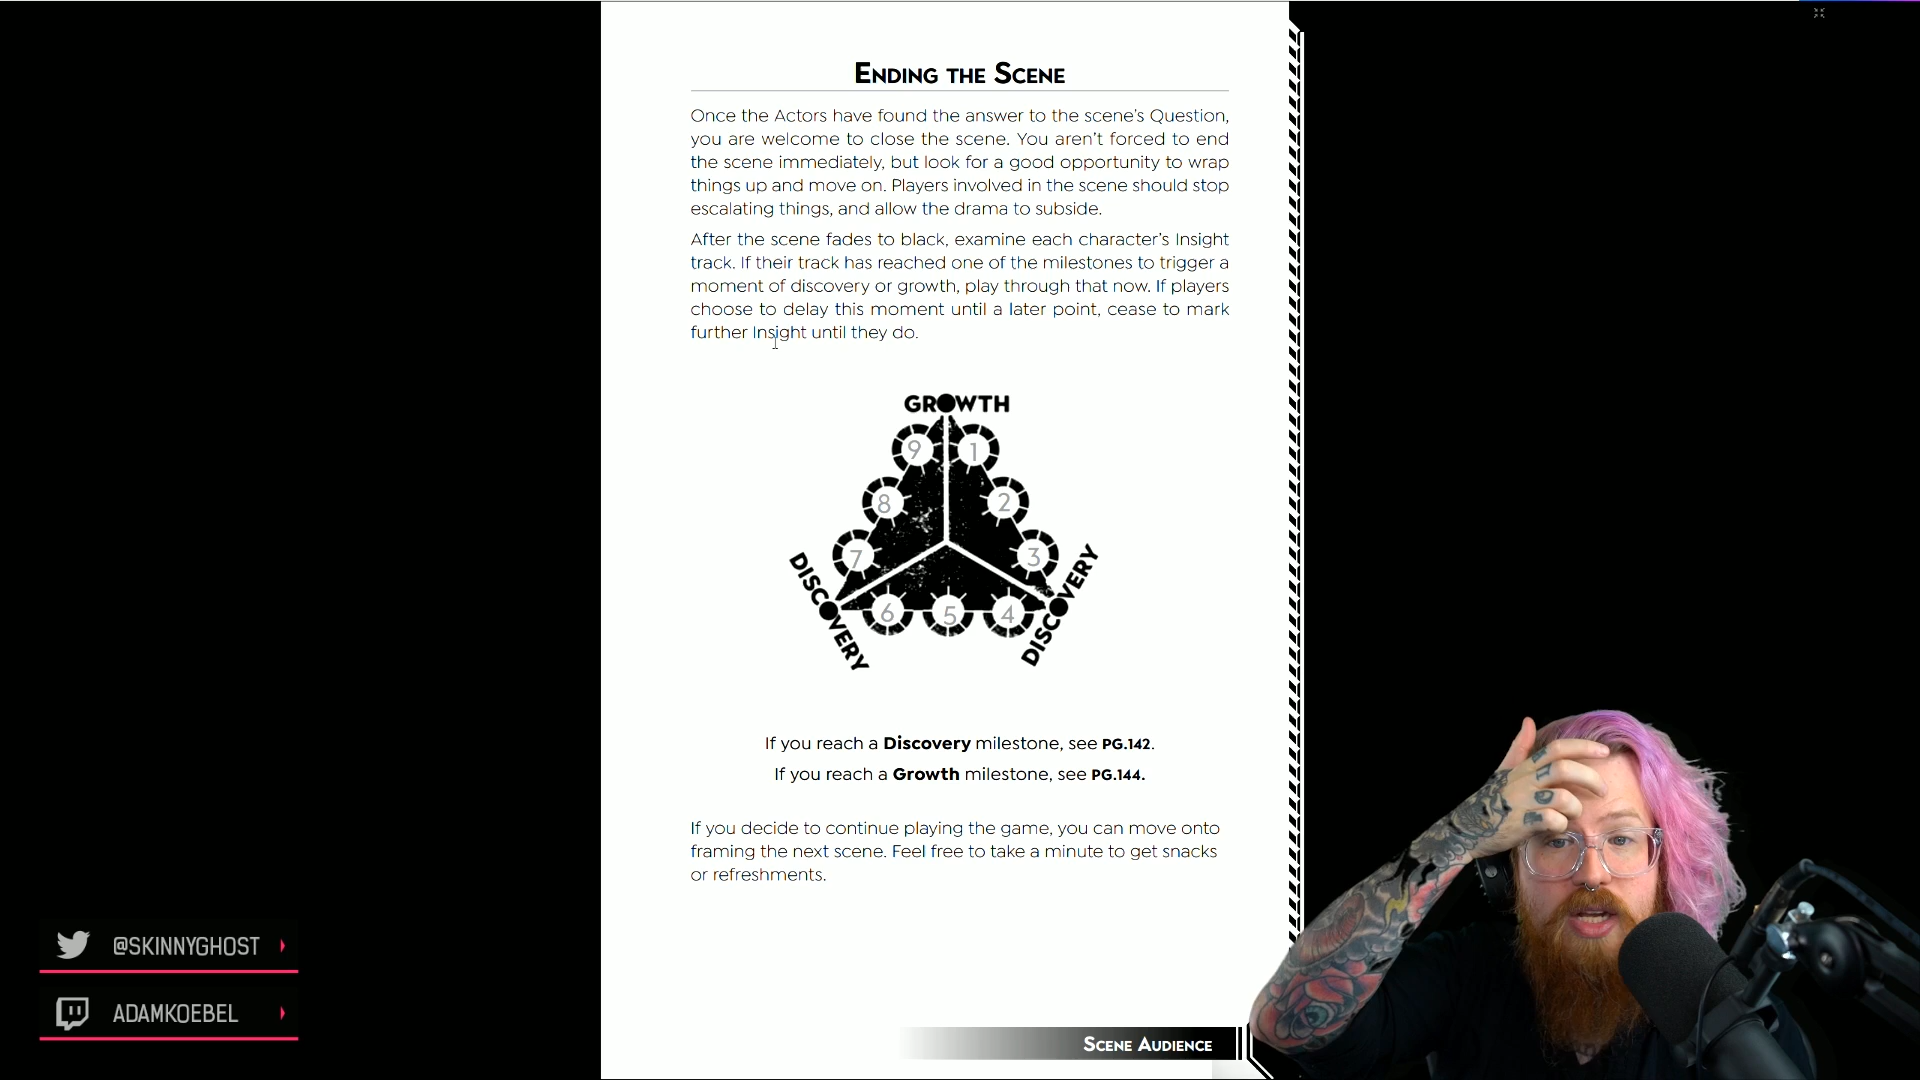 Ending the Scene
Once the Actors have found the answer to the scene's Question,
you are welcome to close the scene. You aren't forced to end
the scene immediately, but look for a good opportunity to wrap
things up and move on. Players involved in the scene should stop
escalating things, and allow the drama to subside.
After the scene fades to black, examine each character's Insight
track. If their track has reached one of the milestones to trigger a
moment of discovery or growth, play through that now. If players
choose to delay this moment until a later point, cease to mark
further Insight until they do.
GROWTH
9 1
8 2
7 3
DISCOVERY
DISCOVERY
6 5 4
If you reach a Discovery milestone, see PG.142.
If you reach a Growth milestone, see PG.144.
If you decide to continue playing the game, you can move onto
framing the next scene. Feel free to take a minute to get snacks
or refreshments.
@SKINNYGHOST
ADAMKOEBEL
Scene Audience